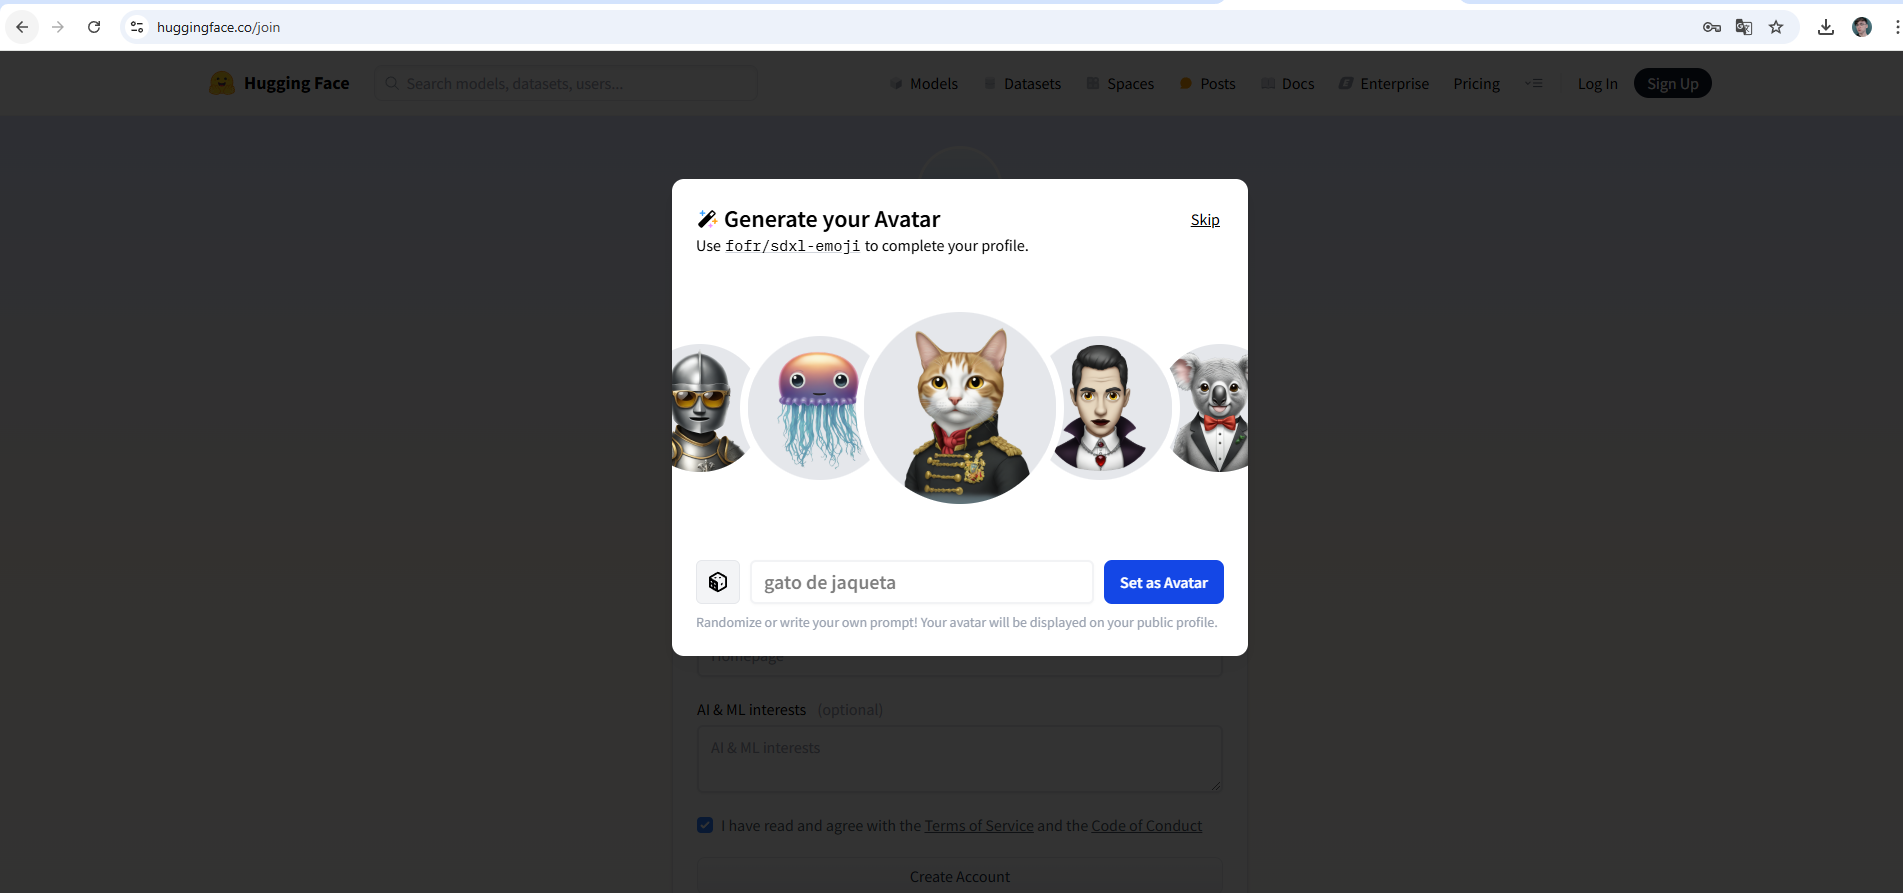 huggingface.co/join
Hugging Face
Search models, datasets, users...
Models
Datasets
Spaces
Posts
Docs
Enterprise
Pricing
Log In
Sign Up
Generate your Avatar
Skip
Use fofr/sdxl-emoji to complete your profile.
gato de jaqueta
Set as Avatar
Randomize or write your own prompt! Your avatar will be displayed on your public profile.
Homepage
AI & ML interests (optional)
AI & ML interests
I have read and agree with the Terms of Service and the Code of Conduct
Create Account